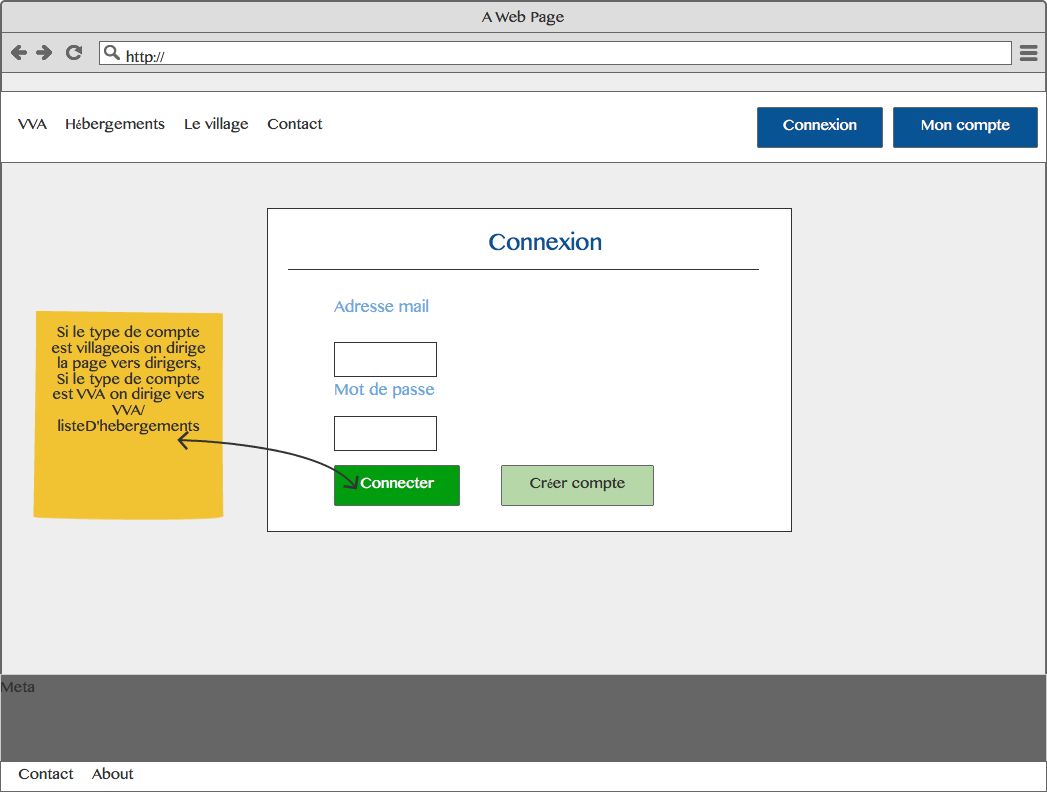 A Web Page
http://
VVA Hébergements Le village Contact Connexion Mon compte
Connexion
Adresse mail
Mot de passe
Connecter Créer compte
Si le type de compte
est villageois on dirige
la page vers dirigers,
Si le type de compte
est VVA on dirige vers
VVA/
listeD'hebergements
Meta
Contact About